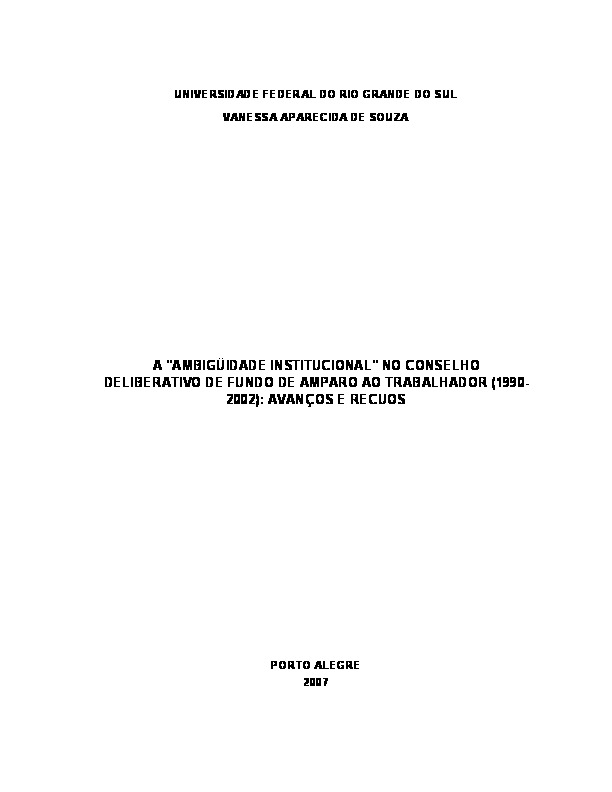 UNIVERSIDADE FEDERAL DO RIO GRANDE DO SUL
VANESSA APARECIDA DE SOUZA
A "AMBIGÜIDADE INSTITUCIONAL" NO CONSELHO
DELIBERATIVO DE FUNDO DE AMPARO AO TRABALHADOR (1990-
2002): AVANÇOS E RECUOS
PORTO ALEGRE
2007